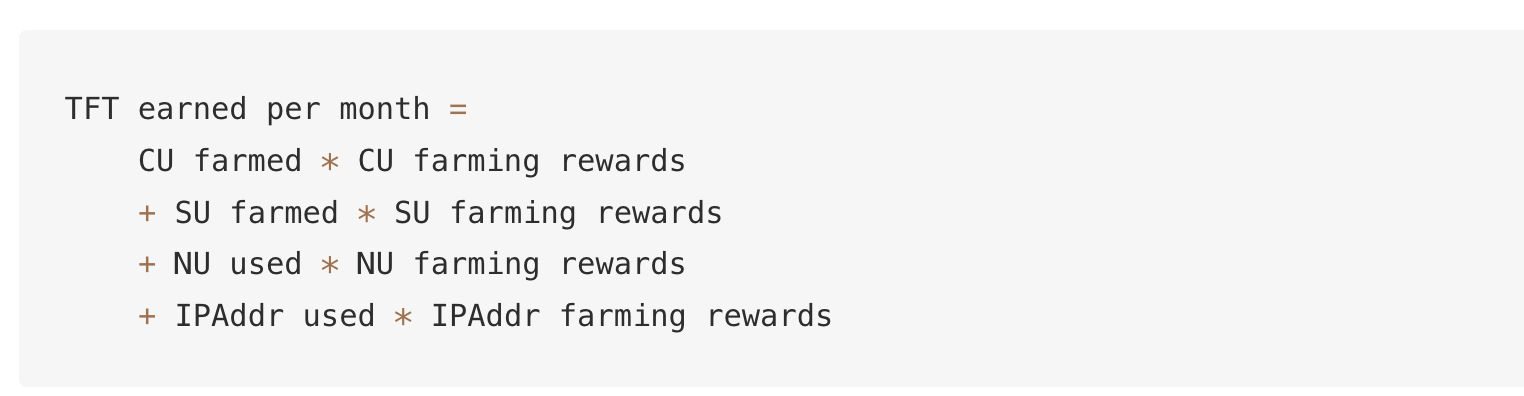 TFT earned per month =
CU farmed * CU farming rewards
+ SU farmed * SU farming rewards
+ NU used * NU farming rewards
+ IPAddr used * IPAddr farming rewards